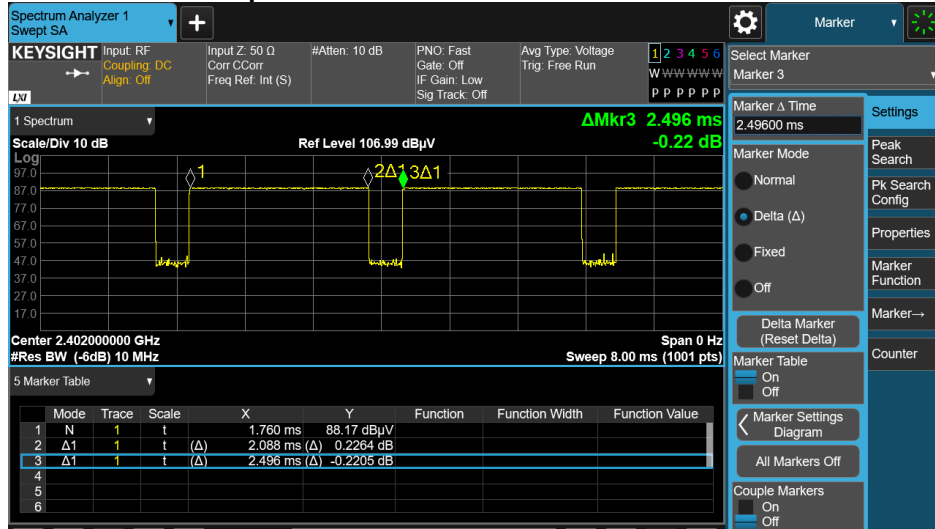 Spectrum Analyzer 1
Swept SA
+
Marker
KEYSIGHT Input: RF Input Z: 50 Ω #Atten: 10 dB PNO: Fast Avg Type: Voltage 1 2 3 4 5 6
Coupling: DC Corr CCorr Gate: Off Trig: Free Run W W W W W W
Align: Off Freq Ref: Int (S) IF Gain: Low
Sig Track: Off P P P P P P
LXI
Select Marker
Marker 3
1 Spectrum ΔMkr3 2.496 ms
Scale/Div 10 dB Ref Level 106.99 dBµV -0.22 dB
Log
97.0
87.0
77.0
67.0
57.0
47.0
37.0
27.0
17.0
1
2Δ1
3Δ1
Center 2.402000000 GHz Span 0 Hz
#Res BW (-6dB) 10 MHz Sweep 8.00 ms (1001 pts)
5 Marker Table
Mode Trace Scale X Y Function Function Width Function Value
1 N 1 t 1.760 ms 88.17 dBµV
2 Δ1 1 t (Δ) 2.088 ms (Δ) 0.2264 dB
3 Δ1 1 t (Δ) 2.496 ms (Δ) -0.2205 dB
4
5
6
Marker Δ Time
2.49600 ms
Marker Mode
Normal
Delta (Δ)
Fixed
Off
Delta Marker
(Reset Delta)
Marker Table
On
Off
Marker Settings
Diagram
All Markers Off
Couple Markers
On
Off
Settings
Peak
Search
Pk Search
Config
Properties
Marker
Function
Marker→
Counter